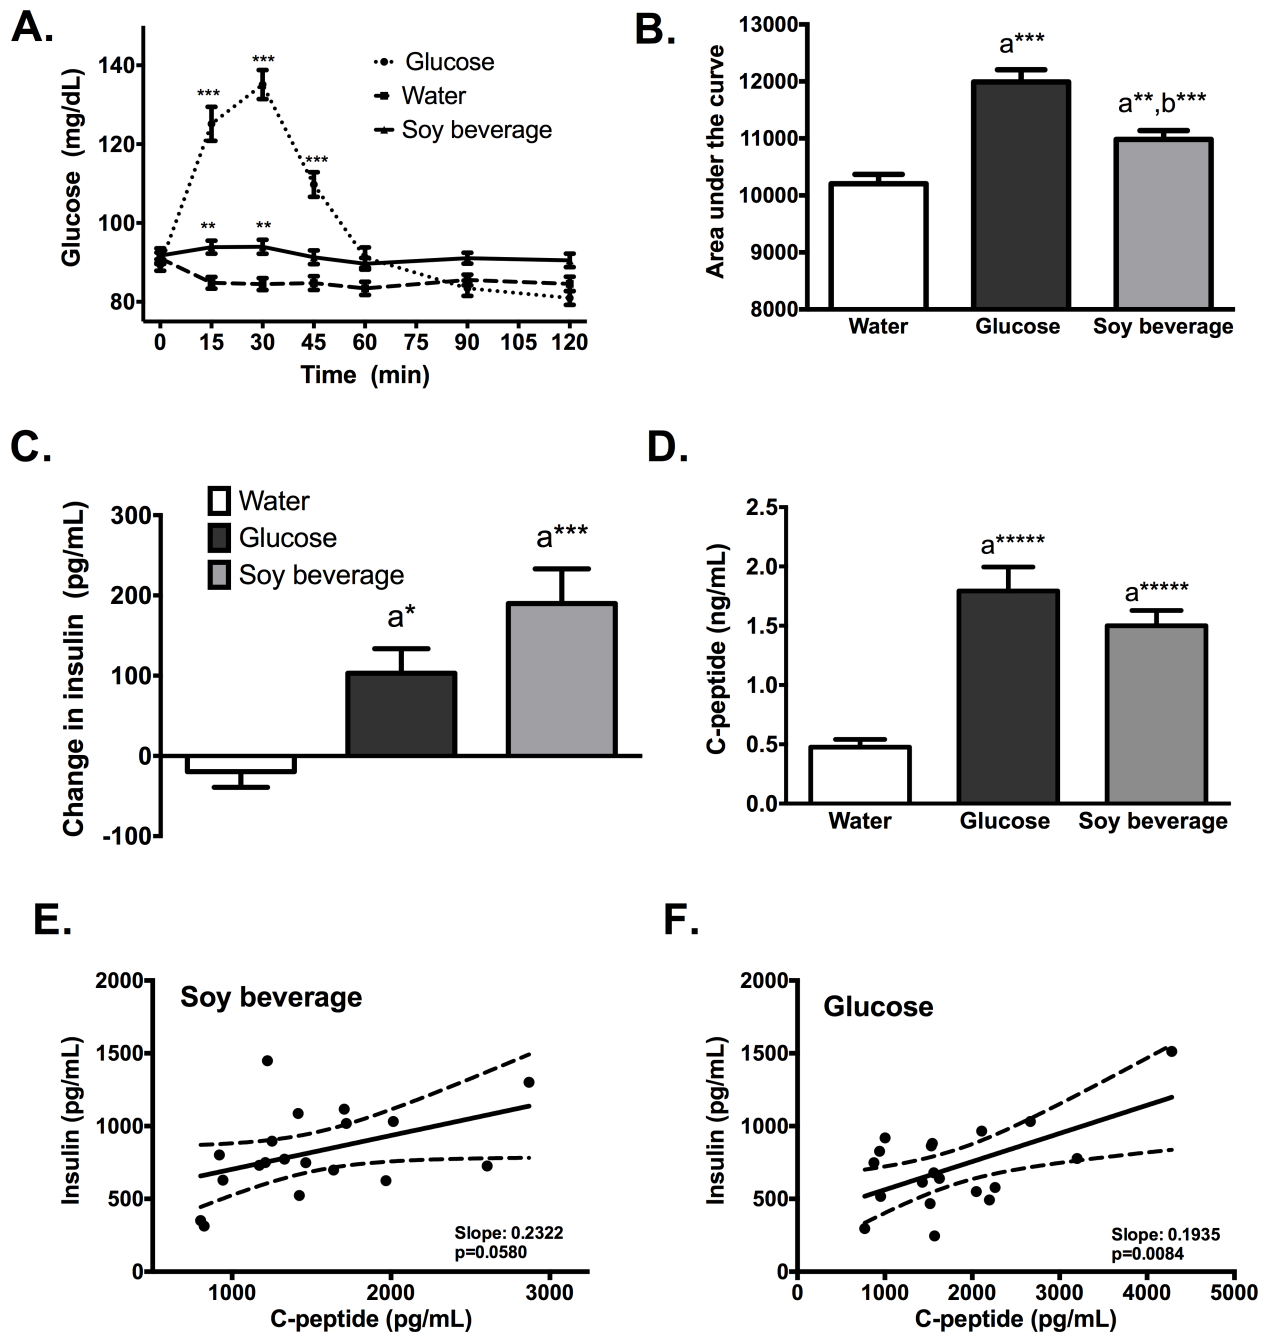 A.
Glucose (mg/dL)
140
120
100
80
***
***
***
**
**
Glucose
Water
Soy beverage
0 15 30 45 60 75 90 105 120
Time (min)
B.
Area under the curve
13000
12000
11000
10000
9000
8000
a***
a**,b***
Water Glucose Soy beverage
C.
Change in insulin (pg/mL)
300
200
100
0
-100
Water
Glucose
Soy beverage
a*
a***
D.
C-peptide (ng/mL)
2.5
2.0
1.5
1.0
0.5
0.0
a*****
a*****
Water Glucose Soy beverage
E.
Insulin (pg/mL)
2000
1500
1000
500
0
Soy beverage
Slope: 0.2322
p=0.0580
1000 2000 3000
C-peptide (pg/mL)
F.
Insulin (pg/mL)
2000
1500
1000
500
0
Glucose
Slope: 0.1935
p=0.0084
0 1000 2000 3000 4000 5000
C-peptide (pg/mL)